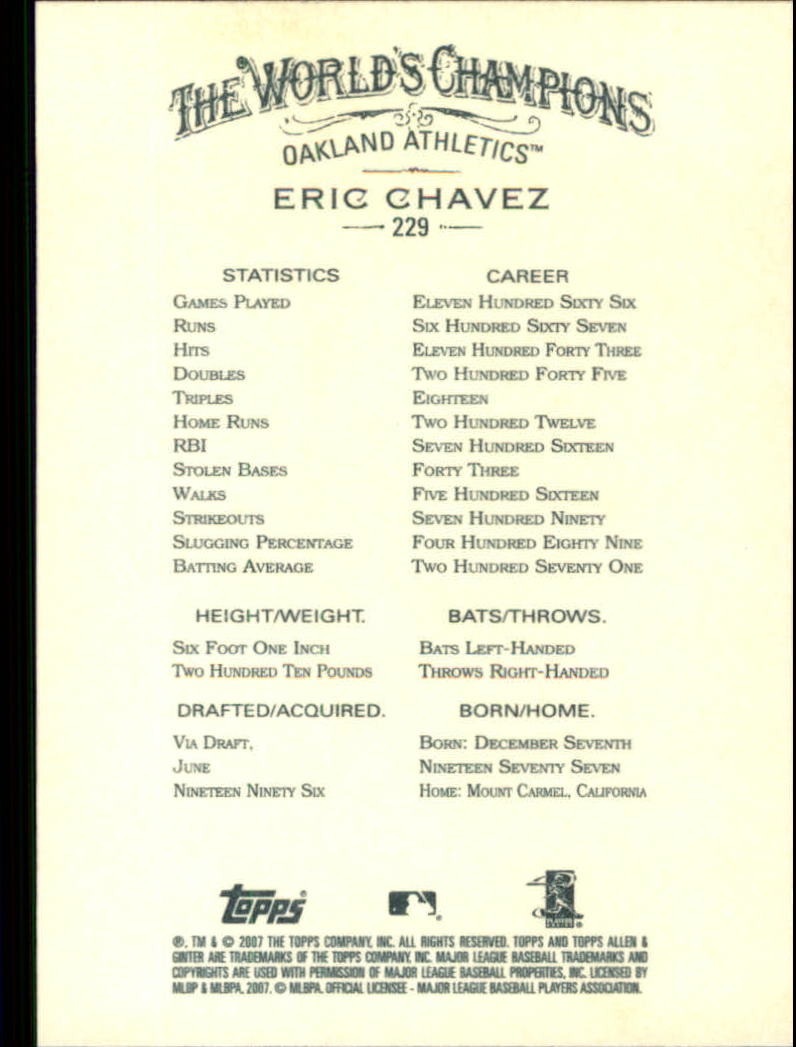 THE WORLD'S CHAMPIONS®
OAKLAND ATHLETICS™
ERIC CHAVEZ
229
STATISTICS CAREER
GAMES PLAYED ELEVEN HUNDRED SIXTY SIX
RUNS SIX HUNDRED SIXTY SEVEN
HITS ELEVEN HUNDRED FORTY THREE
DOUBLES TWO HUNDRED FORTY FIVE
TRIPLES EIGHTEEN
HOME RUNS TWO HUNDRED TWELVE
RBI SEVEN HUNDRED SIXTEEN
STOLEN BASES FORTY THREE
WALKS FIVE HUNDRED SIXTEEN
STRIKEOUTS SEVEN HUNDRED NINETY
SLUGGING PERCENTAGE FOUR HUNDRED EIGHTY NINE
BATTING AVERAGE TWO HUNDRED SEVENTY ONE
HEIGHT/WEIGHT. BATS/THROWS.
SIX FOOT ONE INCH BATS LEFT-HANDED
TWO HUNDRED TEN POUNDS THROWS RIGHT-HANDED
DRAFTED/ACQUIRED. BORN/HOME.
VIA DRAFT, BORN: DECEMBER SEVENTH
JUNE NINETEEN SEVENTY SEVEN
NINETEEN NINETY SIX HOME: MOUNT CARMEL, CALIFORNIA
topps®
®, TM & © 2007 THE TOPPS COMPANY, INC. ALL RIGHTS RESERVED. TOPPS AND TOPPS ALLEN &
GINTER ARE TRADEMARKS OF THE TOPPS COMPANY, INC. MAJOR LEAGUE BASEBALL TRADEMARKS AND
COPYRIGHTS ARE USED WITH PERMISSION OF MAJOR LEAGUE BASEBALL PROPERTIES, INC. LICENSED BY
MLBP & MLBPA, 2007. © MLBPA. OFFICIAL LICENSEE - MAJOR LEAGUE BASEBALL PLAYERS ASSOCIATION.